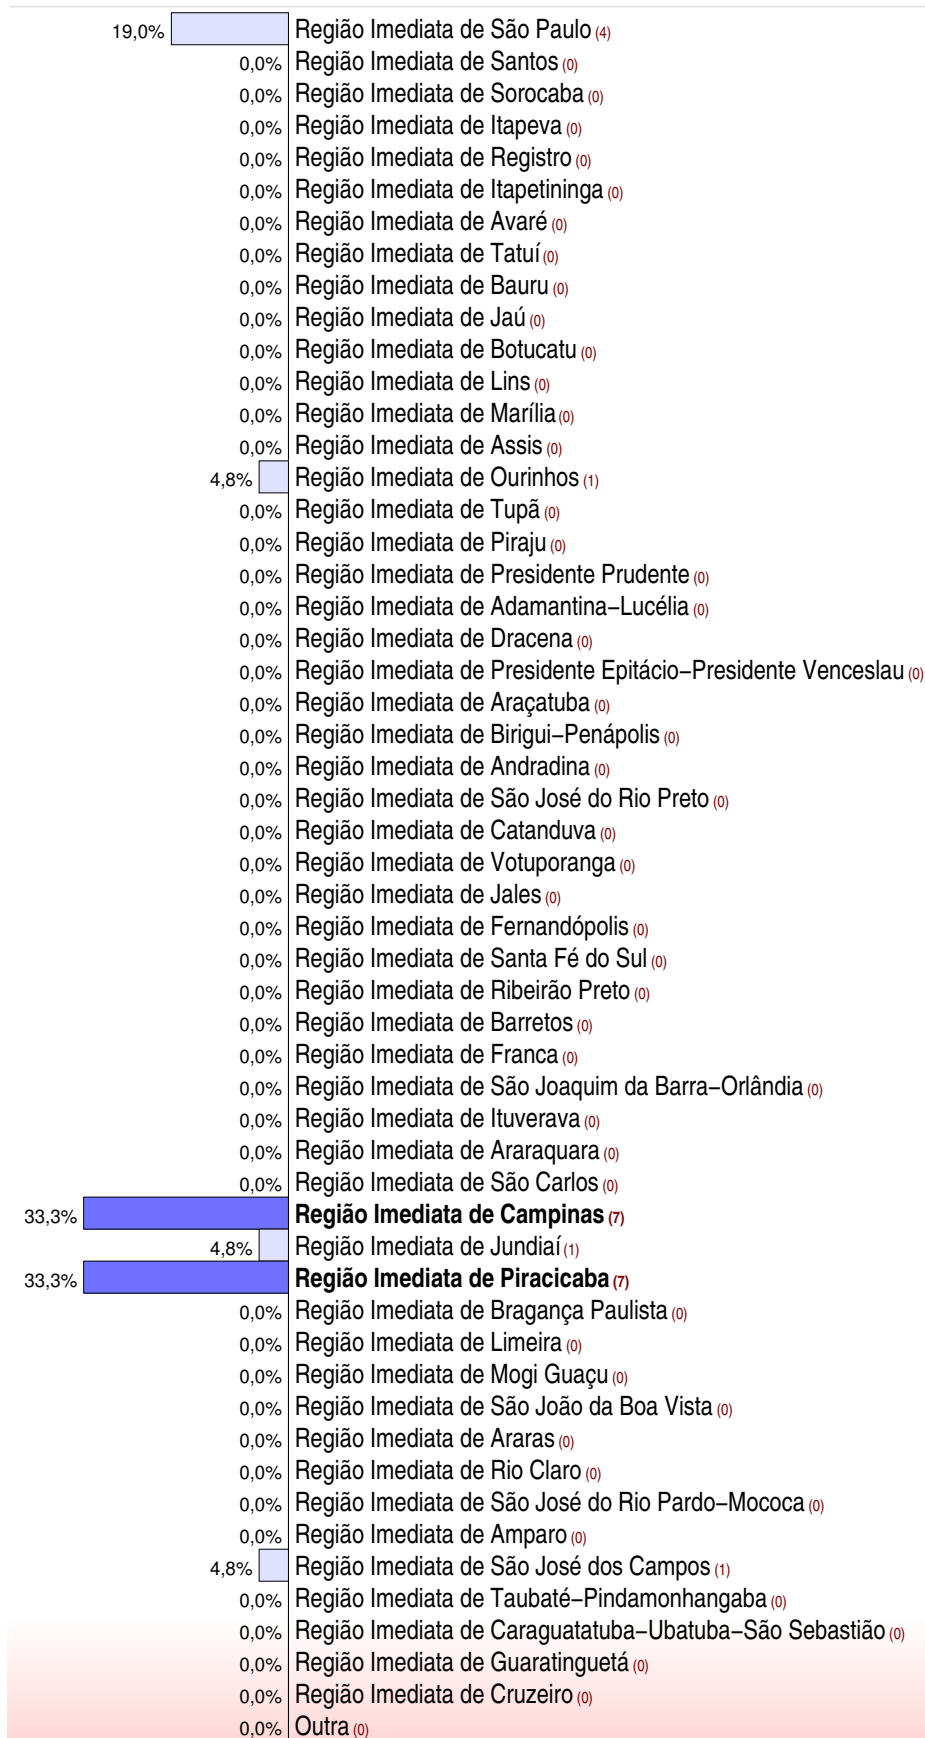 19,0% Região Imediata de São Paulo (4)
0,0% Região Imediata de Santos (0)
0,0% Região Imediata de Sorocaba (0)
0,0% Região Imediata de Itapeva (0)
0,0% Região Imediata de Registro (0)
0,0% Região Imediata de Itapetininga (0)
0,0% Região Imediata de Avaré (0)
0,0% Região Imediata de Tatuí (0)
0,0% Região Imediata de Bauru (0)
0,0% Região Imediata de Jaú (0)
0,0% Região Imediata de Botucatu (0)
0,0% Região Imediata de Lins (0)
0,0% Região Imediata de Marília (0)
0,0% Região Imediata de Assis (0)
4,8% Região Imediata de Ourinhos (1)
0,0% Região Imediata de Tupã (0)
0,0% Região Imediata de Piraju (0)
0,0% Região Imediata de Presidente Prudente (0)
0,0% Região Imediata de Adamantina−Lucélia (0)
0,0% Região Imediata de Dracena (0)
0,0% Região Imediata de Presidente Epitácio−Presidente Venceslau (0)
0,0% Região Imediata de Araçatuba (0)
0,0% Região Imediata de Birigui−Penápolis (0)
0,0% Região Imediata de Andradina (0)
0,0% Região Imediata de São José do Rio Preto (0)
0,0% Região Imediata de Catanduva (0)
0,0% Região Imediata de Votuporanga (0)
0,0% Região Imediata de Jales (0)
0,0% Região Imediata de Fernandópolis (0)
0,0% Região Imediata de Santa Fé do Sul (0)
0,0% Região Imediata de Ribeirão Preto (0)
0,0% Região Imediata de Barretos (0)
0,0% Região Imediata de Franca (0)
0,0% Região Imediata de São Joaquim da Barra−Orlândia (0)
0,0% Região Imediata de Ituverava (0)
0,0% Região Imediata de Araraquara (0)
0,0% Região Imediata de São Carlos (0)
33,3% Região Imediata de Campinas (7)
4,8% Região Imediata de Jundiaí (1)
33,3% Região Imediata de Piracicaba (7)
0,0% Região Imediata de Bragança Paulista (0)
0,0% Região Imediata de Limeira (0)
0,0% Região Imediata de Mogi Guaçu (0)
0,0% Região Imediata de São João da Boa Vista (0)
0,0% Região Imediata de Araras (0)
0,0% Região Imediata de Rio Claro (0)
0,0% Região Imediata de São José do Rio Pardo−Mococa (0)
0,0% Região Imediata de Amparo (0)
4,8% Região Imediata de São José dos Campos (1)
0,0% Região Imediata de Taubaté−Pindamonhangaba (0)
0,0% Região Imediata de Caraguatatuba−Ubatuba−São Sebastião (0)
0,0% Região Imediata de Guaratinguetá (0)
0,0% Região Imediata de Cruzeiro (0)
0,0% Outra (0)